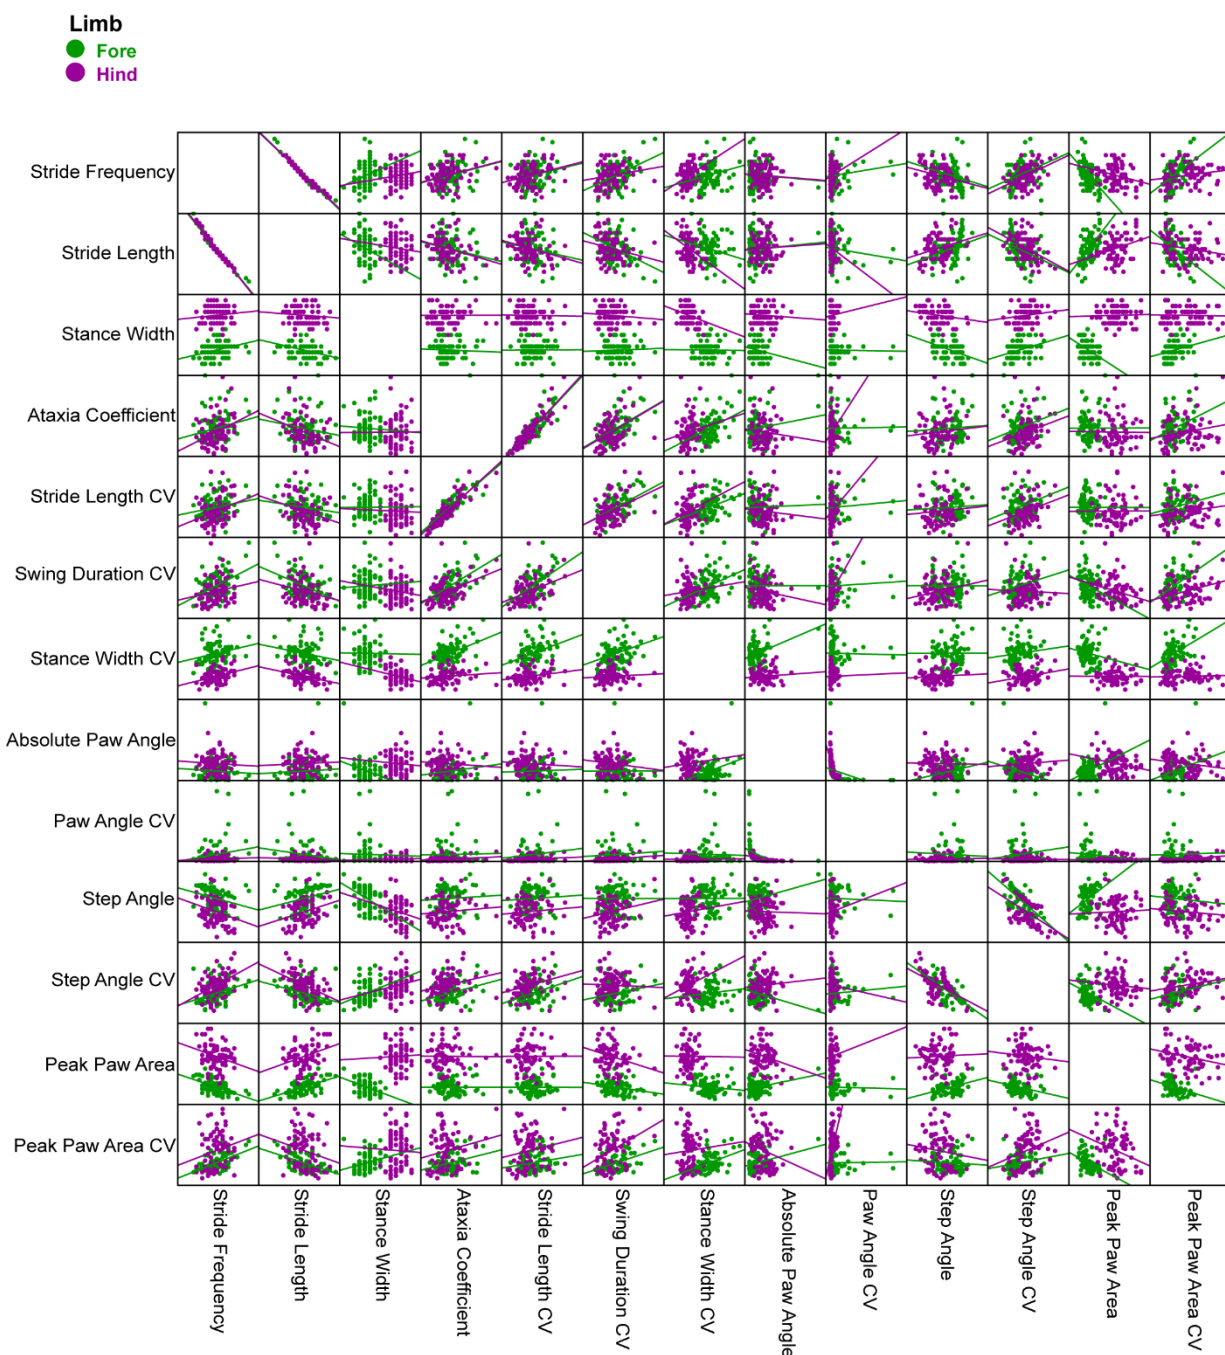 Limb
Fore
Hind
Stride Frequency
Stride Length
Stance Width
Ataxia Coefficient
Stride Length CV
Swing Duration CV
Stance Width CV
Absolute Paw Angle
Paw Angle CV
Step Angle
Step Angle CV
Peak Paw Area
Peak Paw Area CV
Stride Frequency
Stride Length
Stance Width
Ataxia Coefficient
Stride Length CV
Swing Duration CV
Stance Width CV
Absolute Paw Angle
Paw Angle CV
Step Angle
Step Angle CV
Peak Paw Area
Peak Paw Area CV